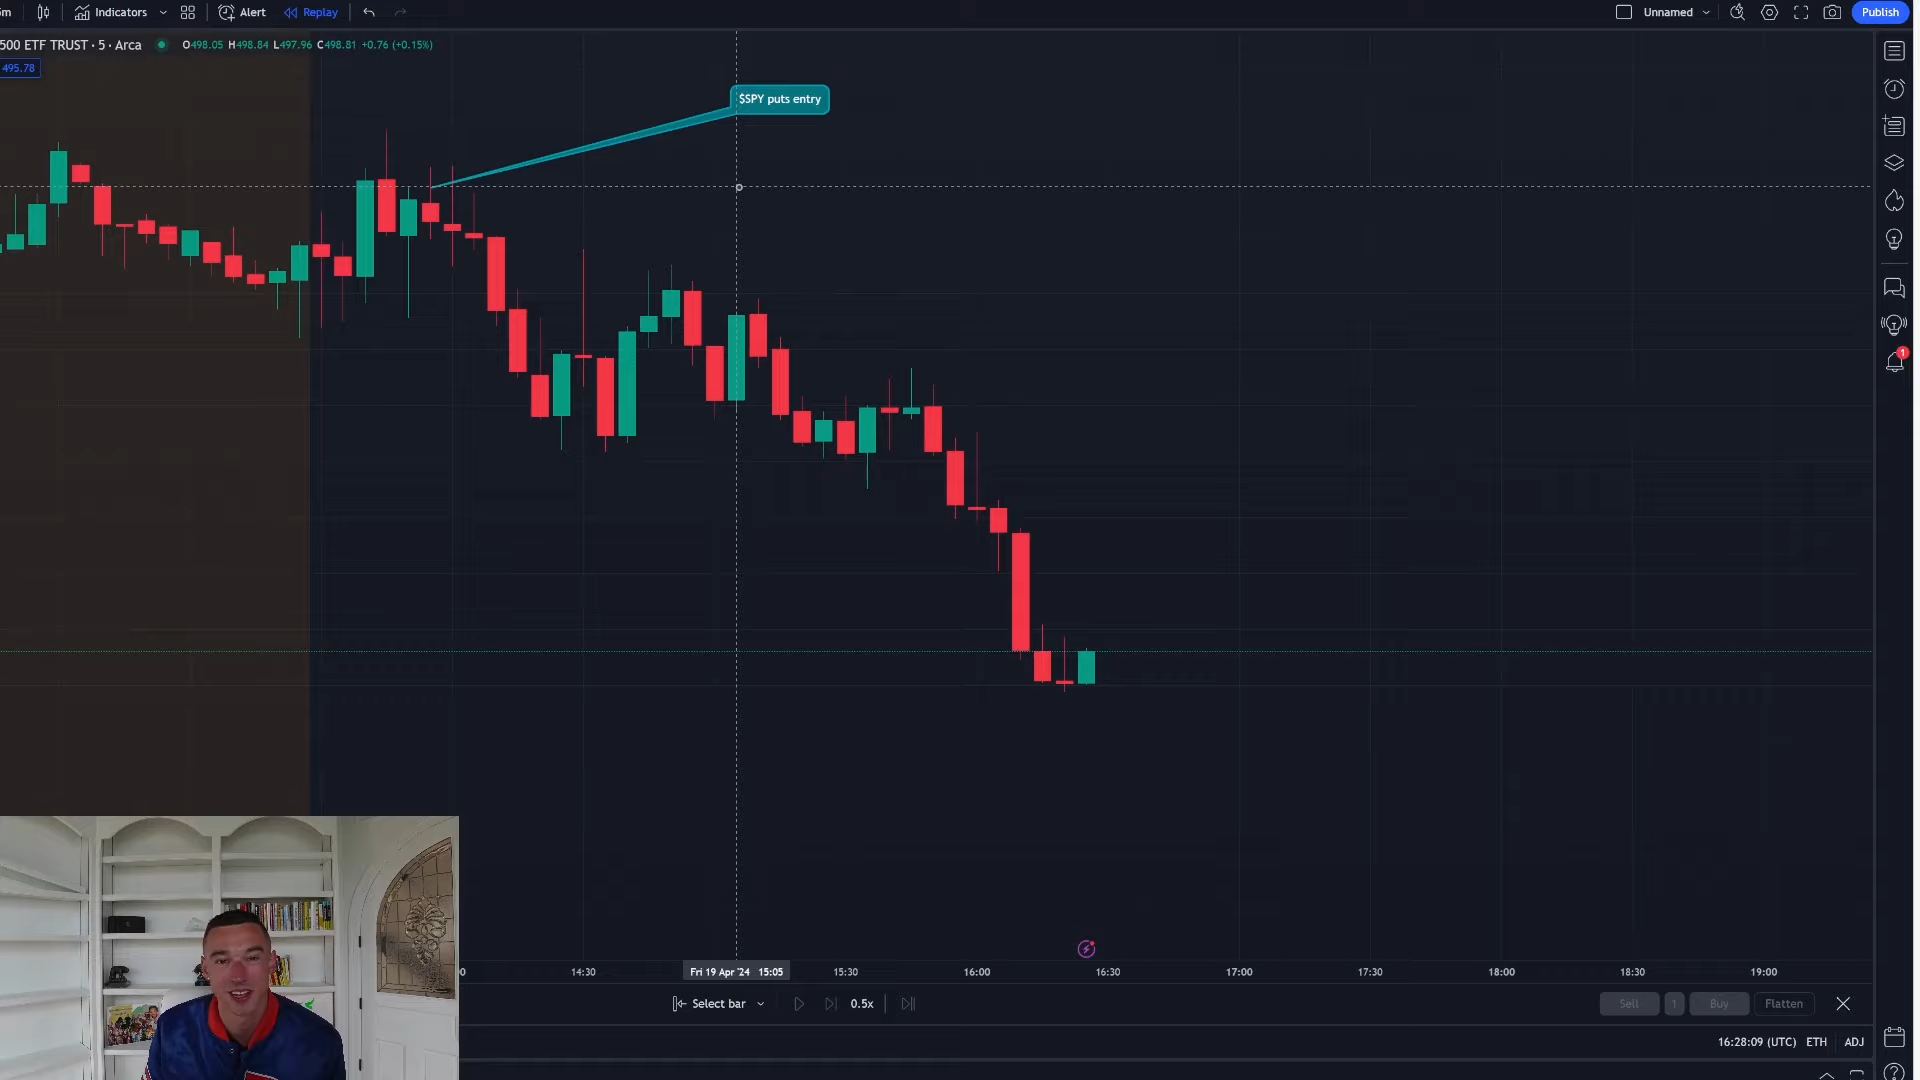 Indicators Alert Replay Unnamed Publish
500 ETF TRUST · 5 · Arca O498.05 H498.84 L497.96 C498.81 +0.76 (+0.15%)
495.78
$SPY puts entry
1
14:30 Fri 19 Apr '24 15:05 15:30 16:00 16:30 17:00 17:30 18:00 18:30 19:00
Select bar 0.5x Sell 1 Buy Flatten
16:28:09 (UTC) ETH ADJ